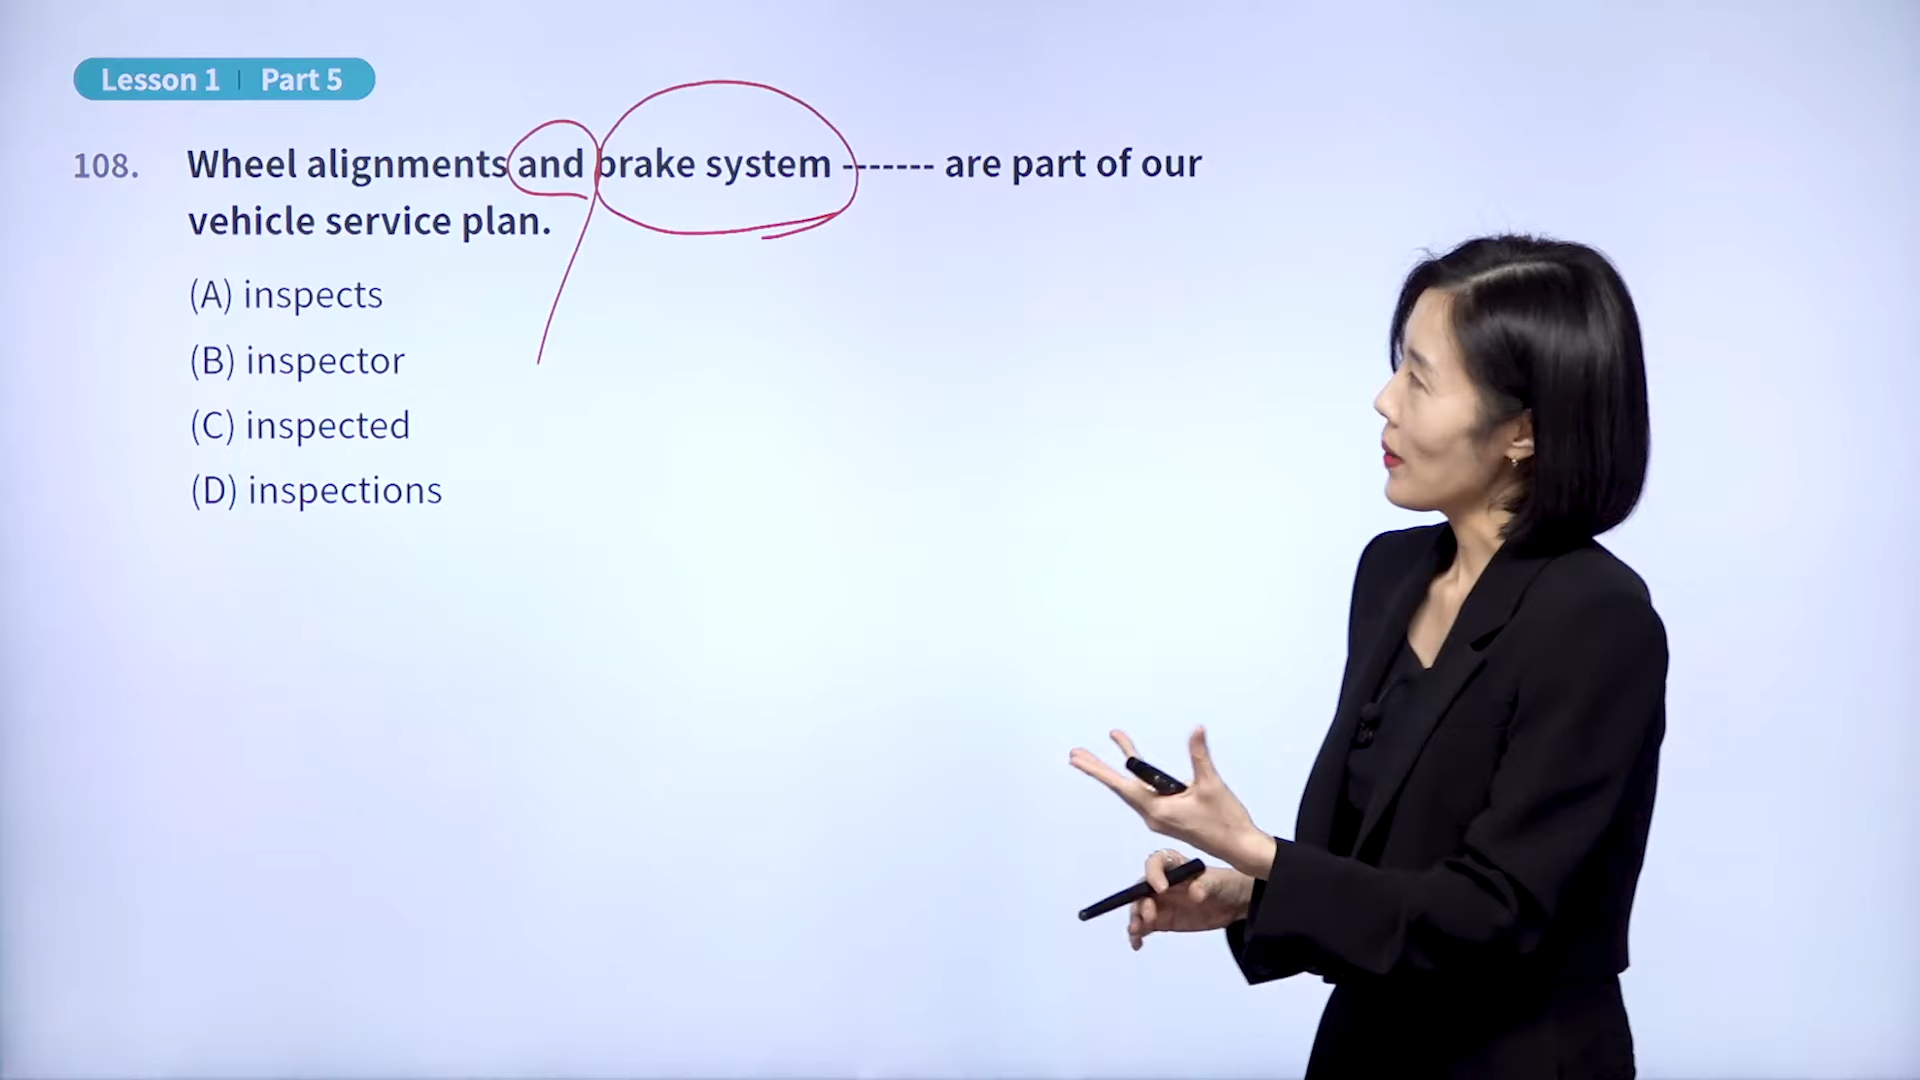 Lesson 1 | Part 5
108. Wheel alignments and brake system ------- are part of our
vehicle service plan.
(A) inspects
(B) inspector
(C) inspected
(D) inspections